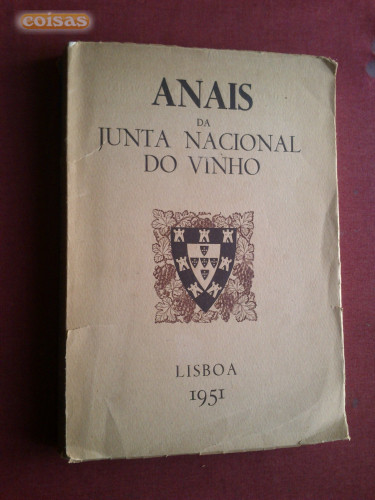 coisas
ANAIS
DA
JUNTA NACIONAL
DO VINHO
LISBOA
1951